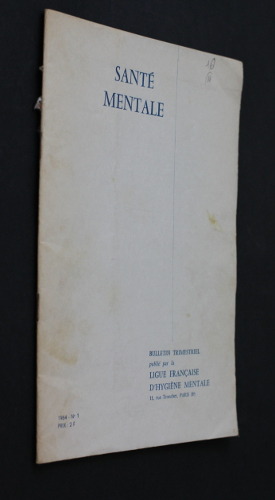 SANTÉ
MENTALE
BULLETIN TRIMESTRIEL
publié par la
LIGUE FRANÇAISE
D'HYGIÈNE MENTALE
11, rue Tronchet, PARIS 8e
N° 1
PRIX : 2 F